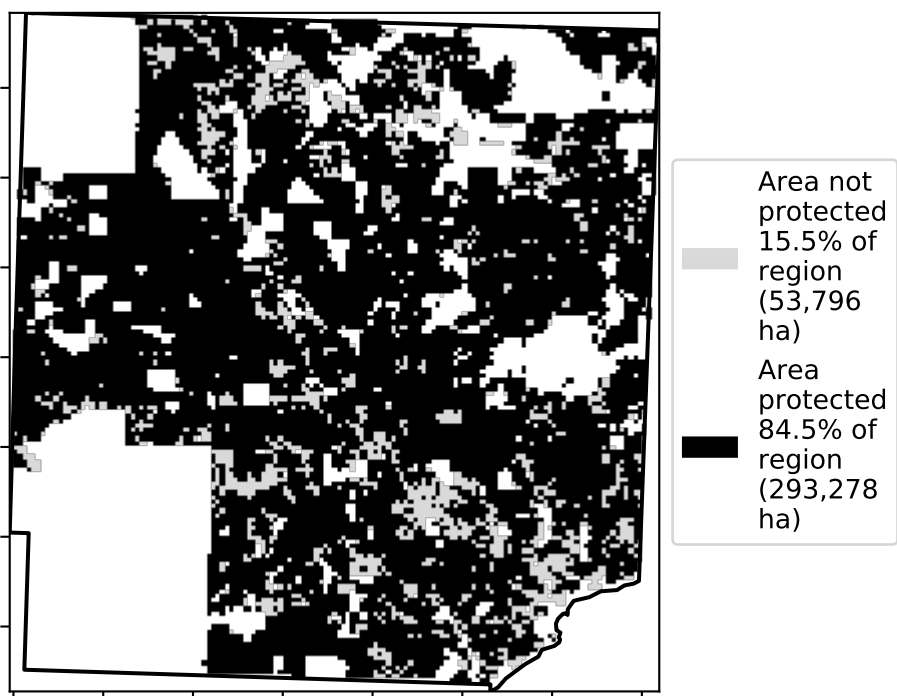 Area not
protected
15.5% of
region
(53,796
ha)
Area
protected
84.5% of
region
(293,278
ha)